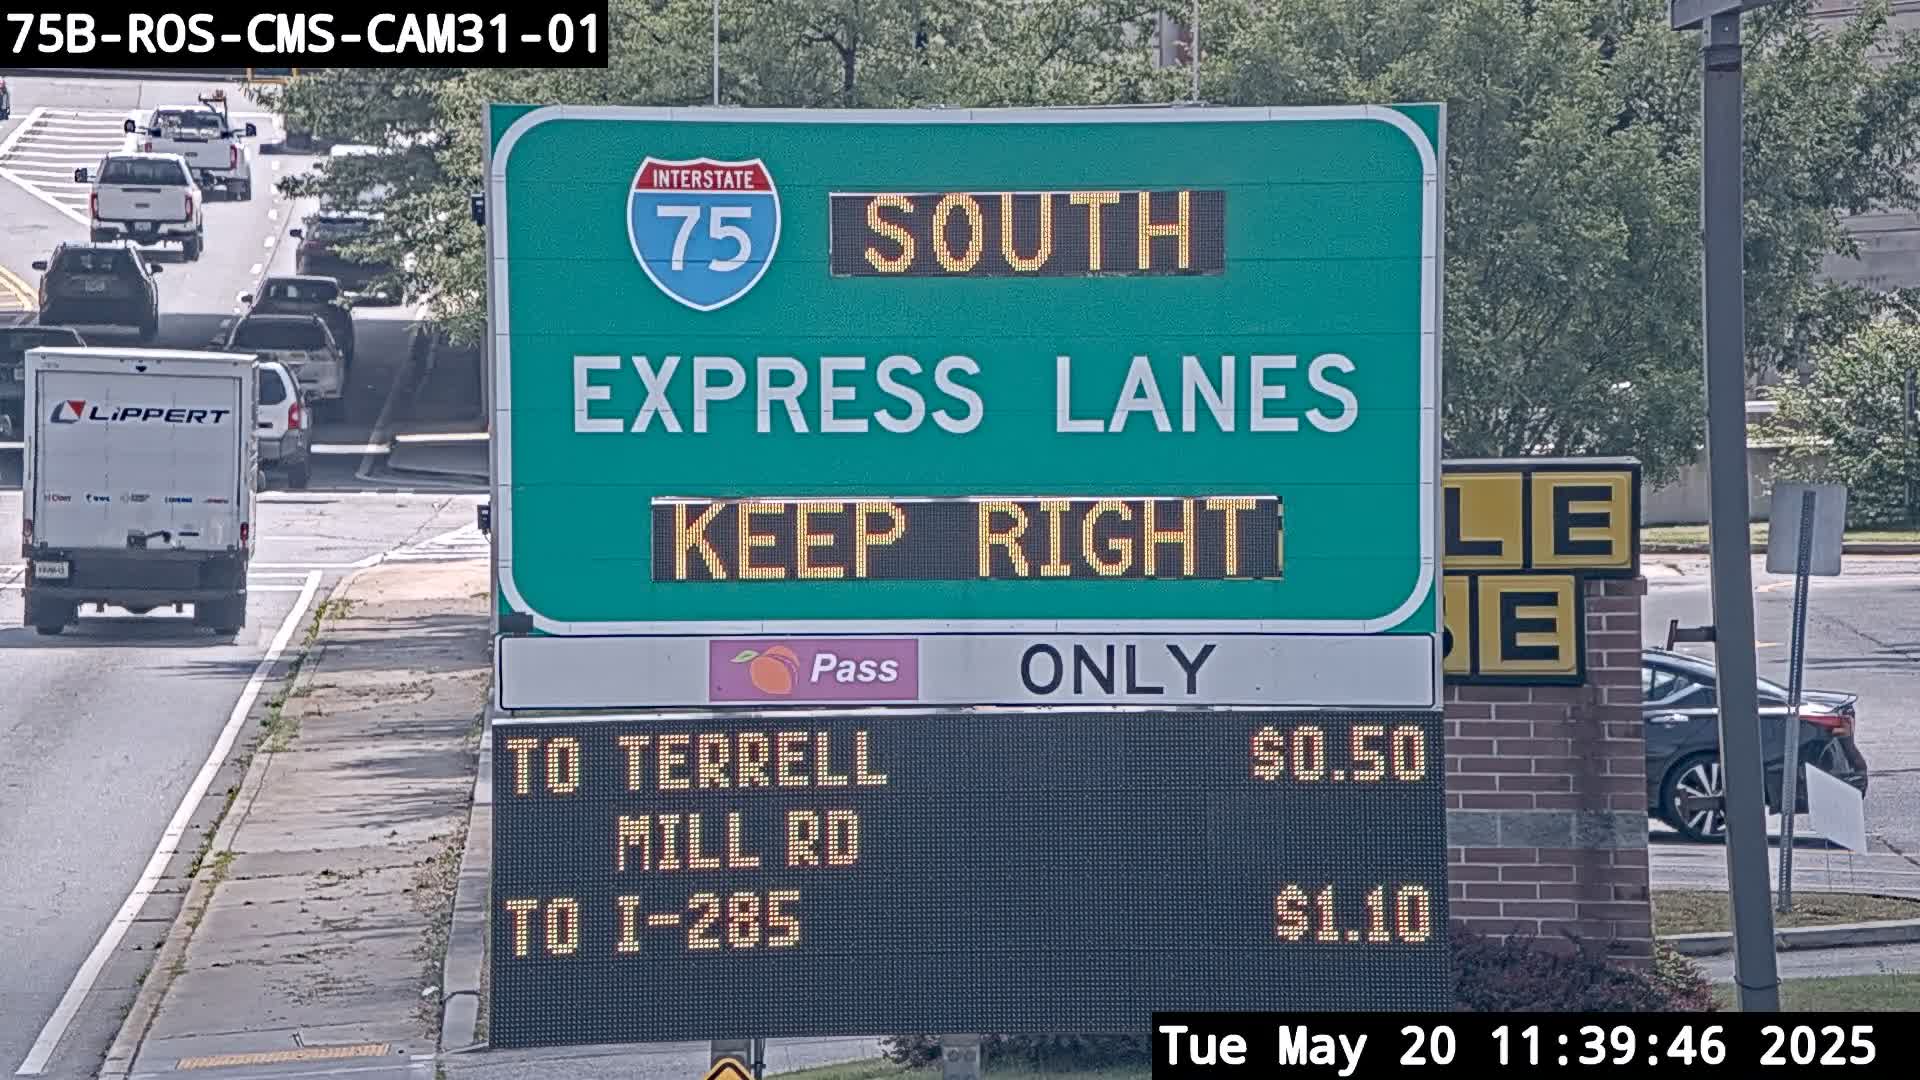 75B-ROS-CMS-CAM31-01
INTERSTATE
75
SOUTH
EXPRESS LANES
KEEP RIGHT
Pass ONLY
TO TERRELL $0.50
MILL RD
TO I-285 $1.10
LIPPERT
LE
E
Tue May 20 11:39:46 2025